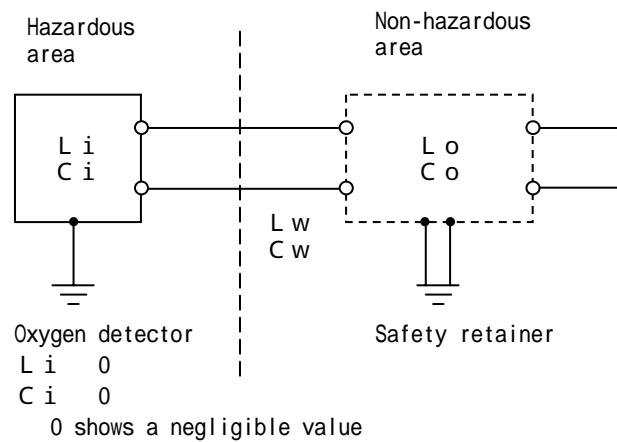 Hazardous
area
Non-hazardous
area
L i
C i
L o
C o
L w
C w
Oxygen detector
L i 0
C i 0
0 shows a negligible value
Safety retainer